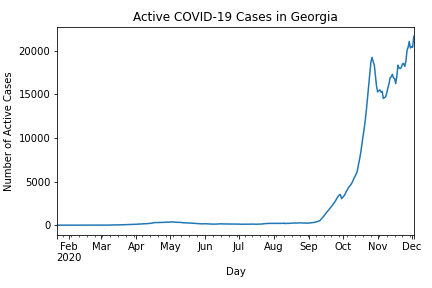 Active COVID-19 Cases in Georgia
Number of Active Cases
20000
15000
10000
5000
0
Feb Mar Apr May Jun Jul Aug Sep Oct Nov Dec
2020
Day